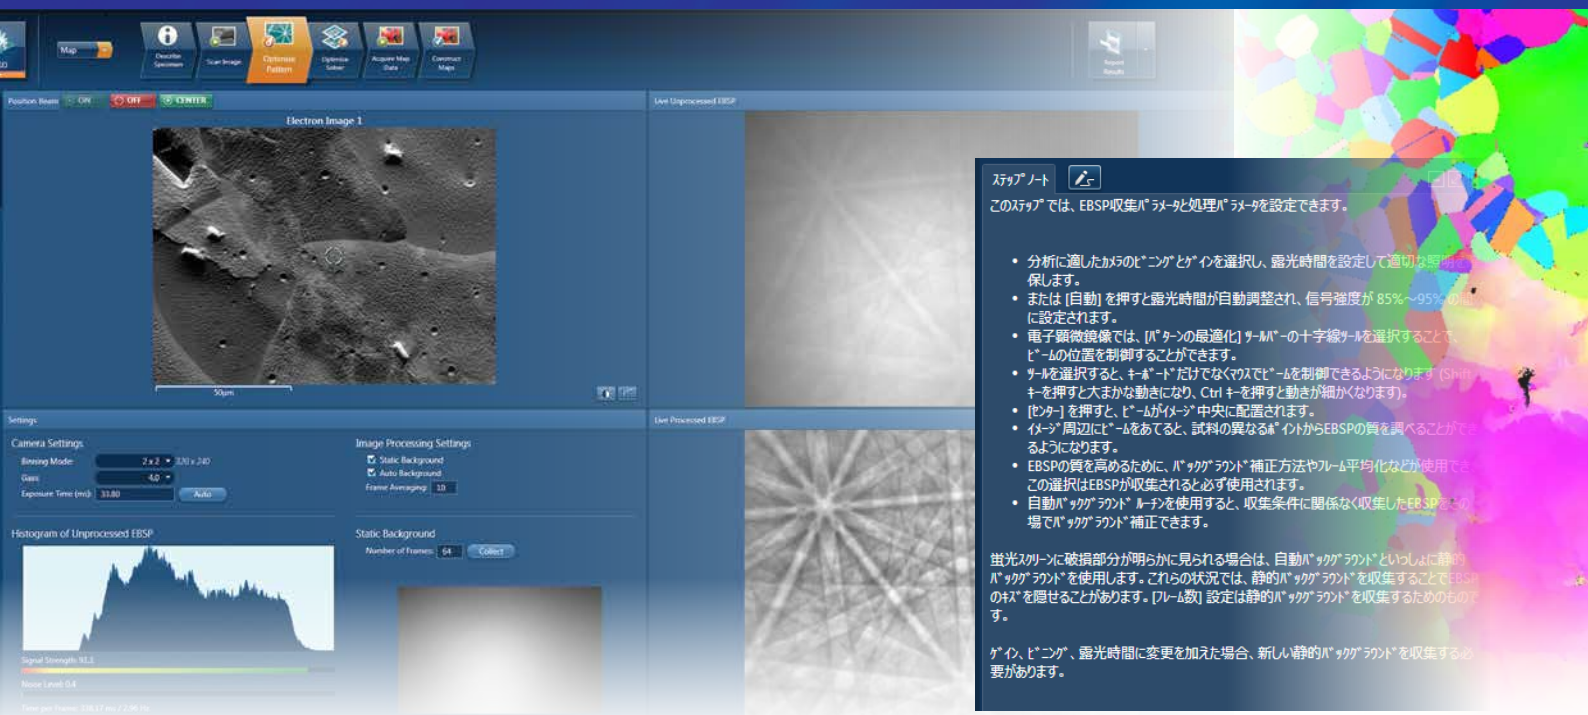 Map
Describe
Specimen
Scan Image
Optimise
Pattern
Optimise
Solver
Acquire Map
Data
Construct
Maps
Report
Results
Position Beam: ON OFF CENTER
Electron Image 1
50µm
Live Unprocessed EBSP
Settings
Camera Settings
Binning Mode: 2 x 2 320 x 240
Gain: 4.0
Exposure Time (ms): 33.80 Auto
Image Processing Settings
Static Background
Auto Background
Frame Averaging: 10
Histogram of Unprocessed EBSP
Signal Strength: 91.2
Noise Level: 0.4
Static Background
Number of Frames: 64 Collect
Live Processed EBSP
ステップ ノート
このステップでは、EBSP収集パラメータと処理パラメータを設定できます。
• 分析に適したカメラのビニングとゲインを選択し、露光時間を設定して適切な照明を
保します。
• または [自動] を押すと露光時間が自動調整され、信号強度が 85%～95% の間
に設定されます。
• 電子顕微鏡像では、[パターンの最適化] ツールバーの十字線ツールを選択することで、
ビームの位置を制御することができます。
• ツールを選択すると、キーボードだけでなくマウスでビームを制御できるようになります (Shift
キーを押すと大まかな動きになり、Ctrl キーを押すと動きが細かくなります)。
• [センター] を押すと、ビームがイメージ中央に配置されます。
• イメージ周辺にビームをあてると、試料の異なるポイントからEBSPの質を調べることができ
るようになります。
• EBSPの質を高めるために、バックグラウンド補正方法やフレーム平均化などが使用でき
この選択はEBSPが収集されると必ず使用されます。
• 自動バックグラウンド ルーチンを使用すると、収集条件に関係なく収集したEBSPをその
場でバックグラウンド補正できます。
蛍光スクリーンに破損部分が明らかに見られる場合は、自動バックグラウンドといっしょに静的
バックグラウンドを使用します。これらの状況では、静的バックグラウンドを収集することでEBSP
のキズを隠せることがあります。[フレーム数] 設定は静的バックグラウンドを収集するためのもので
す。
ゲイン、ビニング、露光時間に変更を加えた場合、新しい静的バックグラウンドを収集する必
要があります。